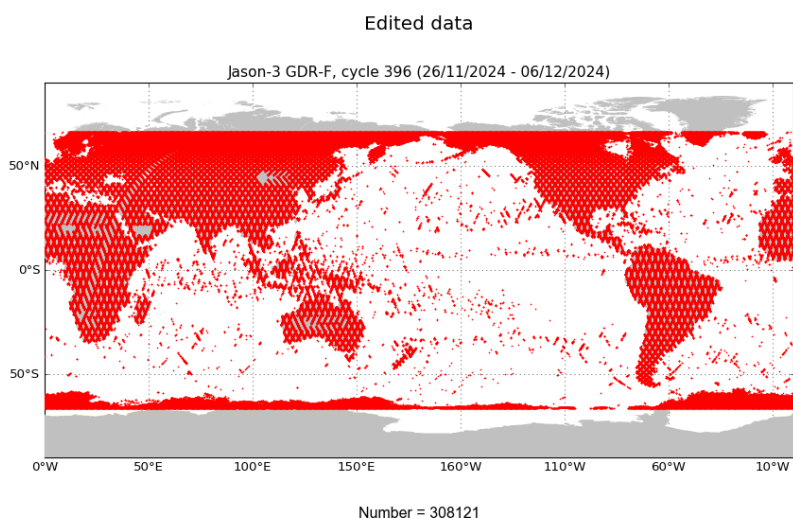 Edited data
Jason-3 GDR-F, cycle 396 (26/11/2024 - 06/12/2024)
50°N
0°S
50°S
0°W
50°E
100°E
150°E
160°W
110°W
60°W
10°W
Number = 308121